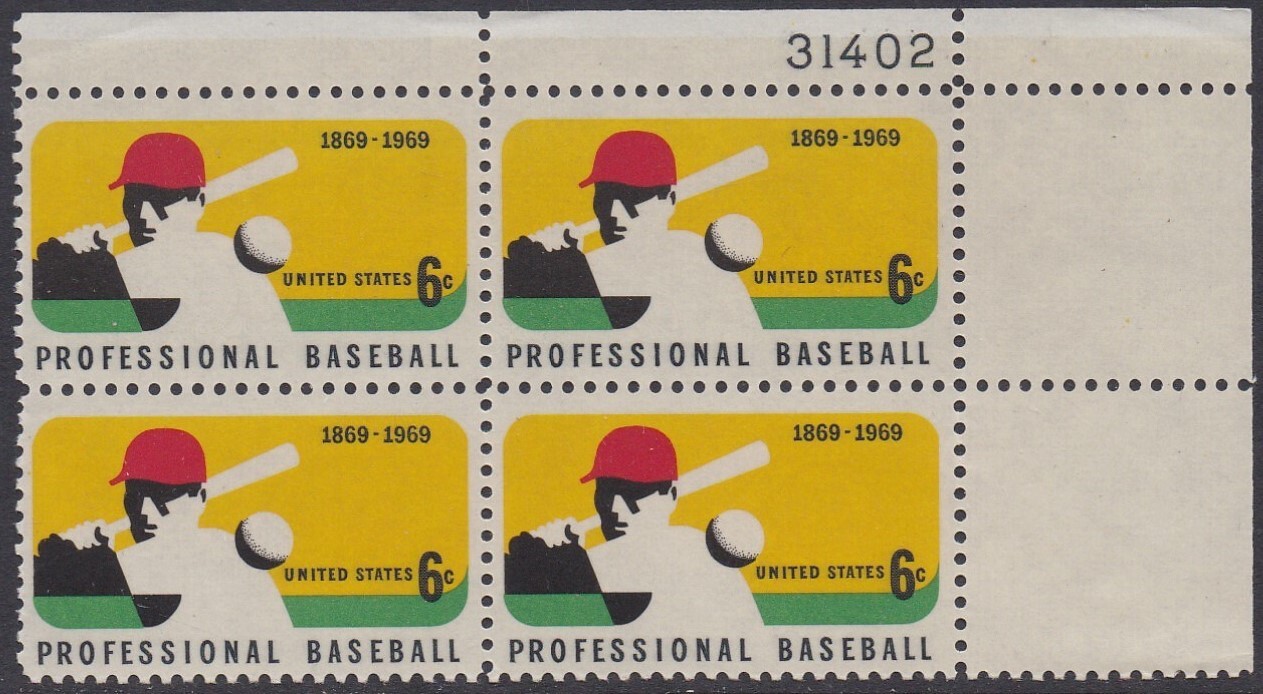 31402
1869-1969
UNITED STATES 6c
PROFESSIONAL BASEBALL
1869-1969
UNITED STATES 6c
PROFESSIONAL BASEBALL
1869-1969
UNITED STATES 6c
PROFESSIONAL BASEBALL
1869-1969
UNITED STATES 6c
PROFESSIONAL BASEBALL